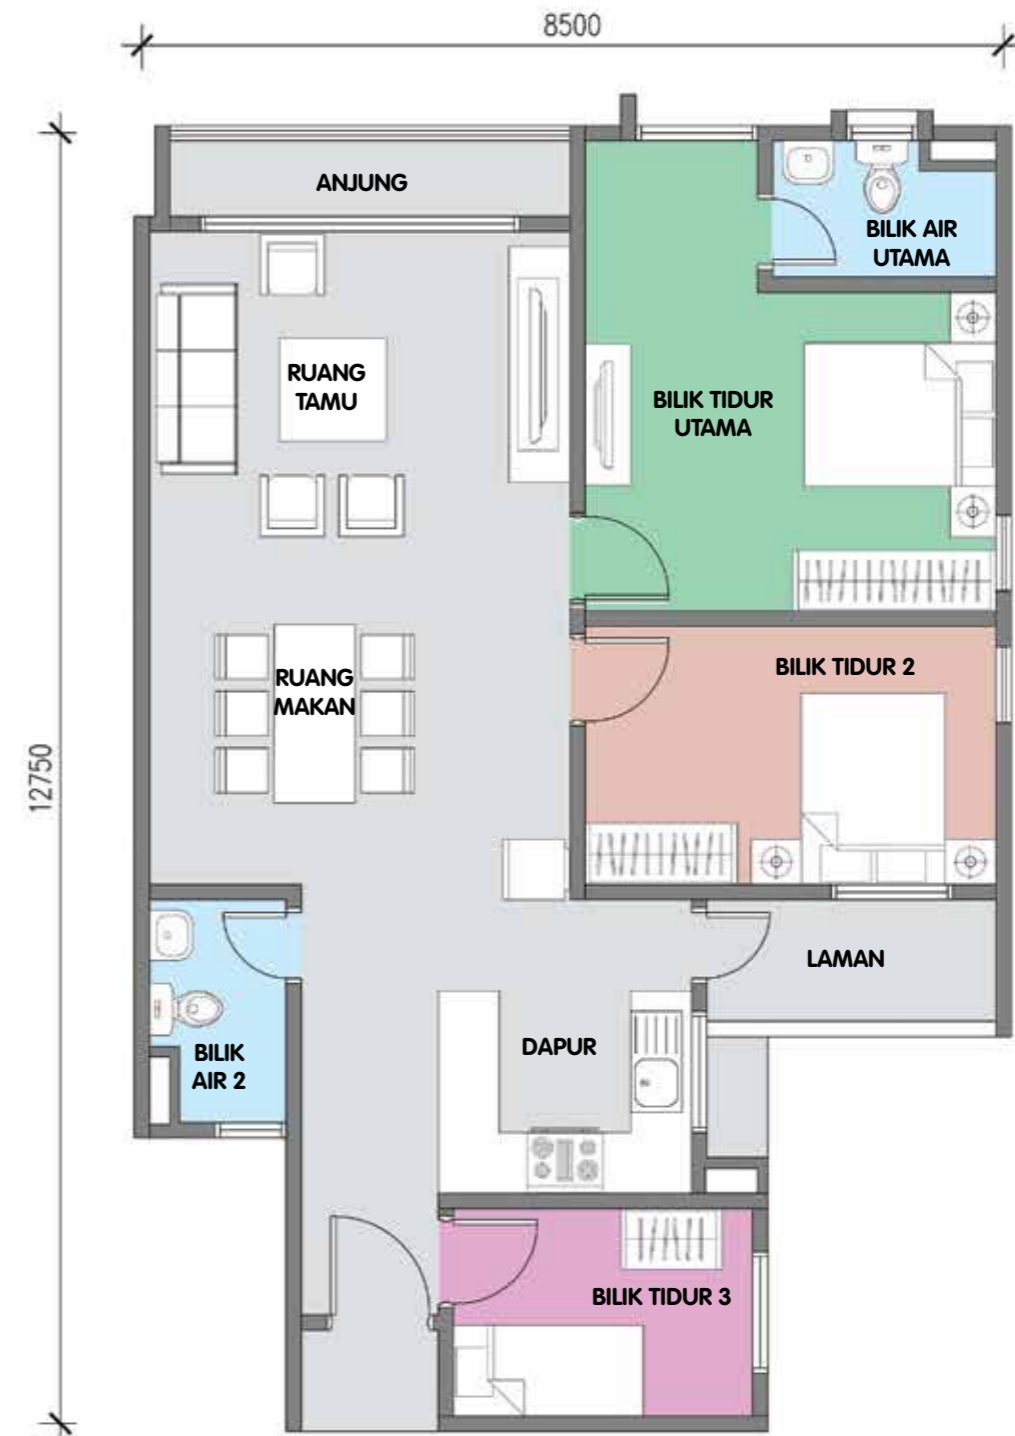 8500
ANJUNG
BILIK AIR
UTAMA
RUANG
TAMU
BILIK TIDUR
UTAMA
RUANG
MAKAN
BILIK TIDUR 2
12750
LAMAN
DAPUR
BILIK
AIR 2
BILIK TIDUR 3